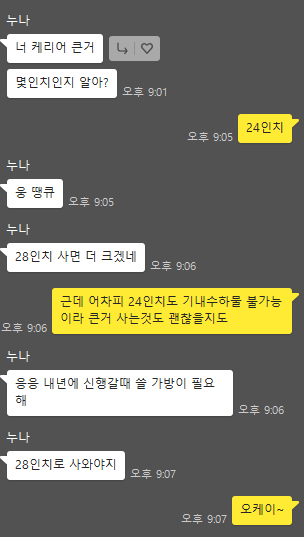 누나
너 케리어 큰거
몇인치인지 알아?
오후 9:01
24인치
오후 9:05
누나
웅 땡큐
오후 9:05
누나
28인치 사면 더 크겠네
오후 9:06
근데 어차피 24인치도 기내수하물 불가능
이라 큰거 사는것도 괜찮을지도
오후 9:06
누나
응응 내년에 신행갈때 쓸 가방이 필요
해
오후 9:06
누나
28인치로 사와야지
오후 9:07
오케이~
오후 9:07